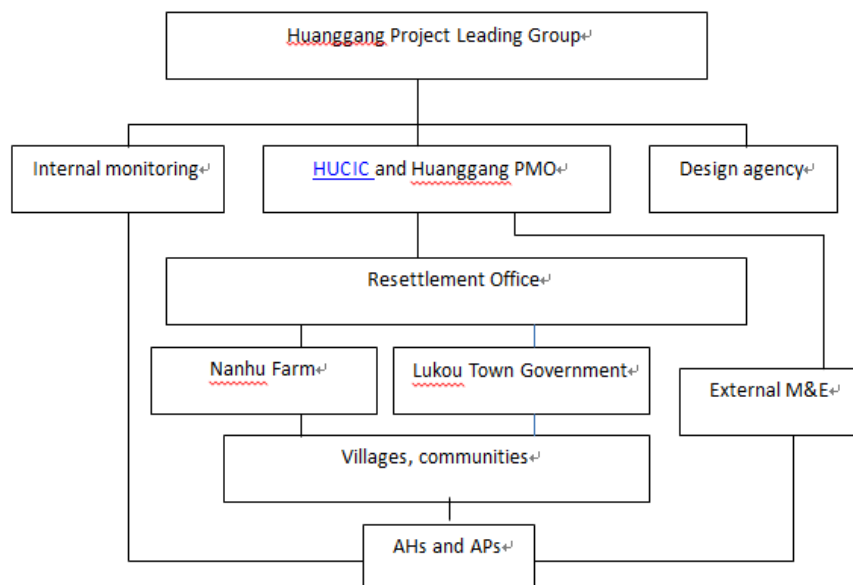 Huanggang Project Leading Group↵
Internal monitoring↵
HUCIC and Huanggang PMO↵
Design agency↵
Resettlement Office↵
Nanhu Farm↵
Lukou Town Government↵
External M&E↵
Villages, communities↵
AHs and APs↵